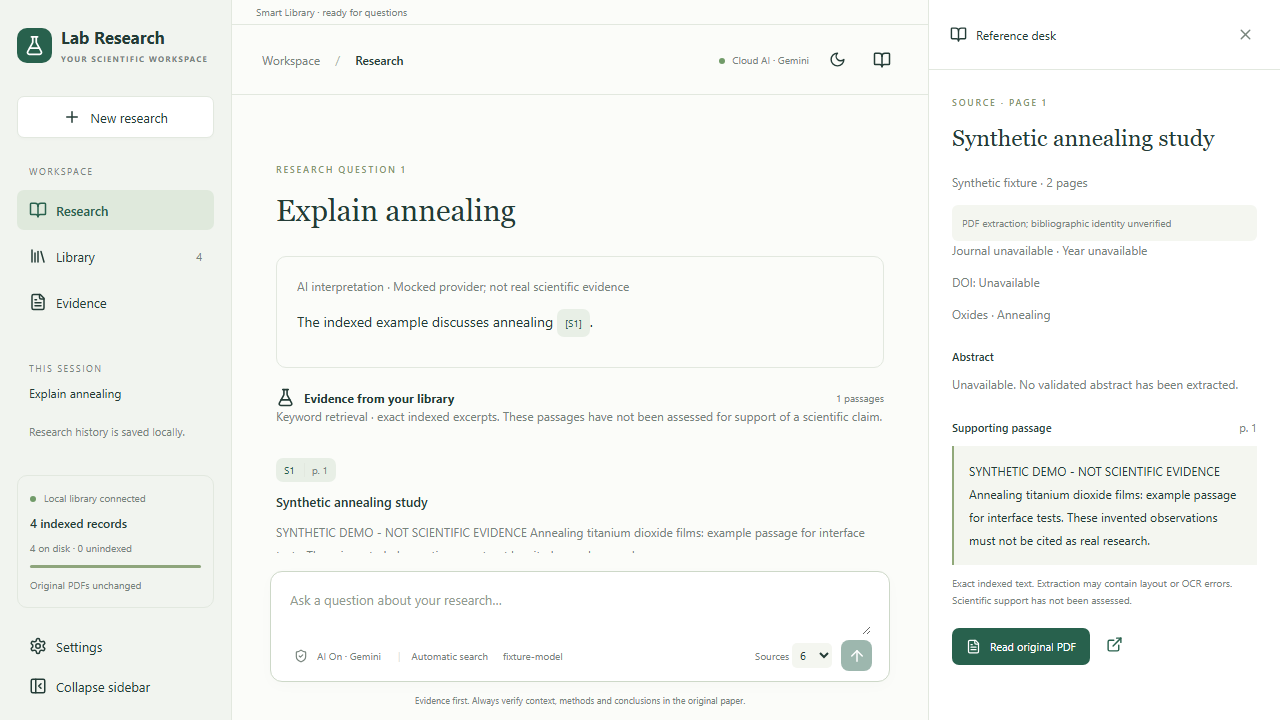 Lab Research
YOUR SCIENTIFIC WORKSPACE
New research
WORKSPACE
Research
Library 4
Evidence
THIS SESSION
Explain annealing
Research history is saved locally.
Local library connected
4 indexed records
4 on disk · 0 unindexed
Original PDFs unchanged
Settings
Collapse sidebar
Smart Library · ready for questions
Workspace / Research
Cloud AI · Gemini
RESEARCH QUESTION 1
Explain annealing
AI interpretation · Mocked provider; not real scientific evidence
The indexed example discusses annealing [S1].
Evidence from your library 1 passages
Keyword retrieval · exact indexed excerpts. These passages have not been assessed for support of a scientific claim.
S1 p. 1
Synthetic annealing study
SYNTHETIC DEMO - NOT SCIENTIFIC EVIDENCE Annealing titanium dioxide films: example passage for interface
Ask a question about your research...
AI On · Gemini Automatic search fixture-model Sources 6
Evidence first. Always verify context, methods and conclusions in the original paper.
Reference desk
SOURCE · PAGE 1
Synthetic annealing study
Synthetic fixture · 2 pages
PDF extraction; bibliographic identity unverified
Journal unavailable · Year unavailable
DOI: Unavailable
Oxides · Annealing
Abstract
Unavailable. No validated abstract has been extracted.
Supporting passage p. 1
SYNTHETIC DEMO - NOT SCIENTIFIC EVIDENCE
Annealing titanium dioxide films: example passage
for interface tests. These invented observations
must not be cited as real research.
Exact indexed text. Extraction may contain layout or OCR errors.
Scientific support has not been assessed.
Read original PDF